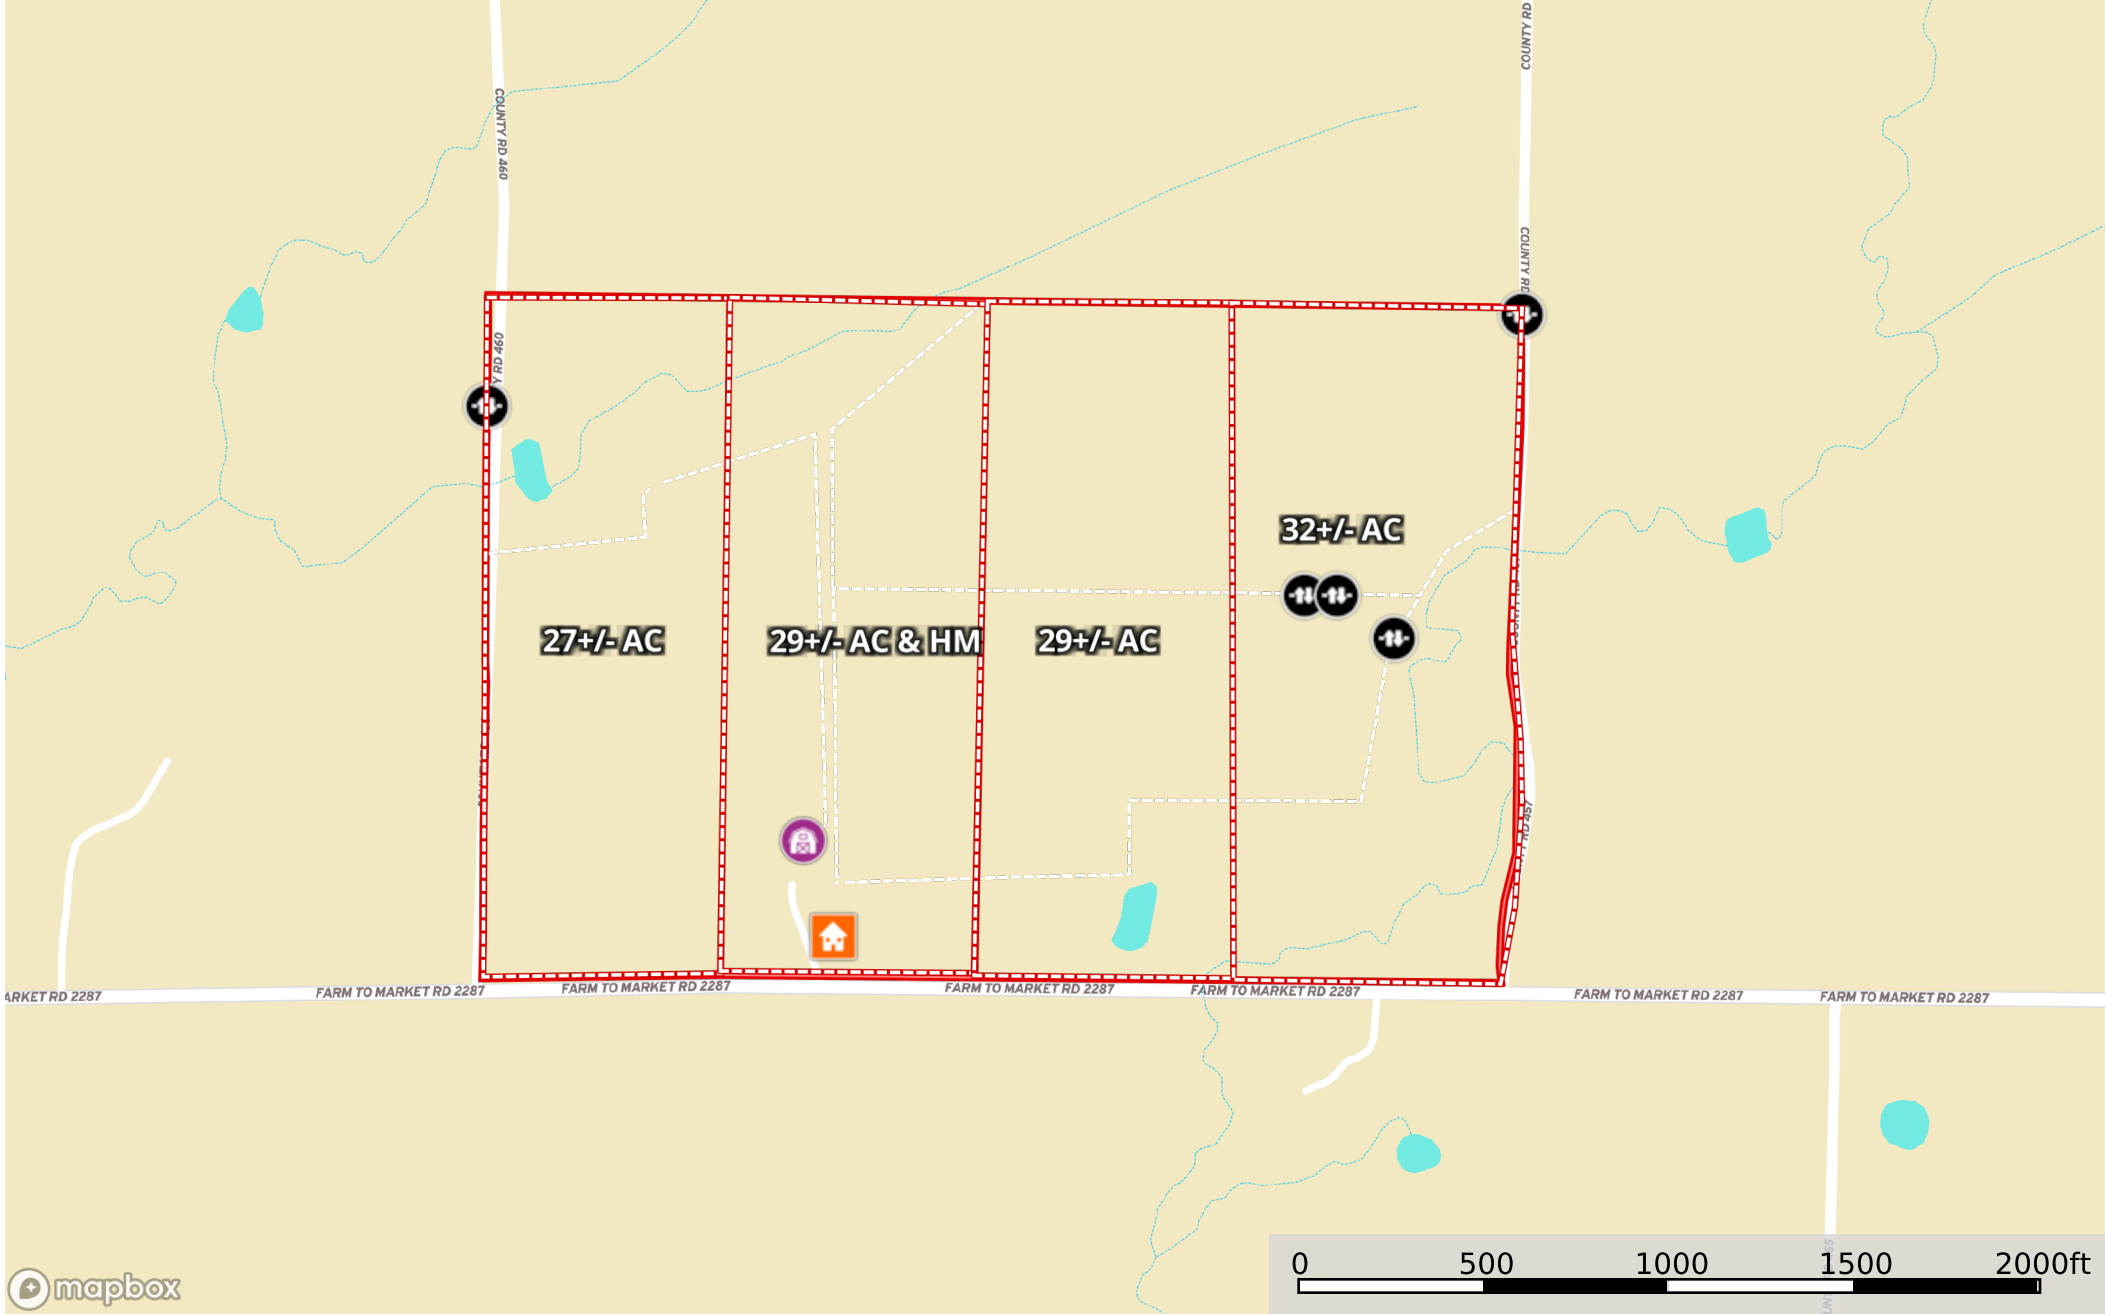 COUNTY RD
COUNTY RD 460
COUNTY RD
Y RD 460
32+/- AC
27+/- AC
29+/- AC & HM
29+/- AC
RD 457
ARKET RD 2287
FARM TO MARKET RD 2287
FARM TO MARKET RD 2287
FARM TO MARKET RD 2287
FARM TO MARKET RD 2287
FARM TO MARKET RD 2287
FARM TO MARKET RD 2287
0 500 1000 1500 2000ft
mapbox